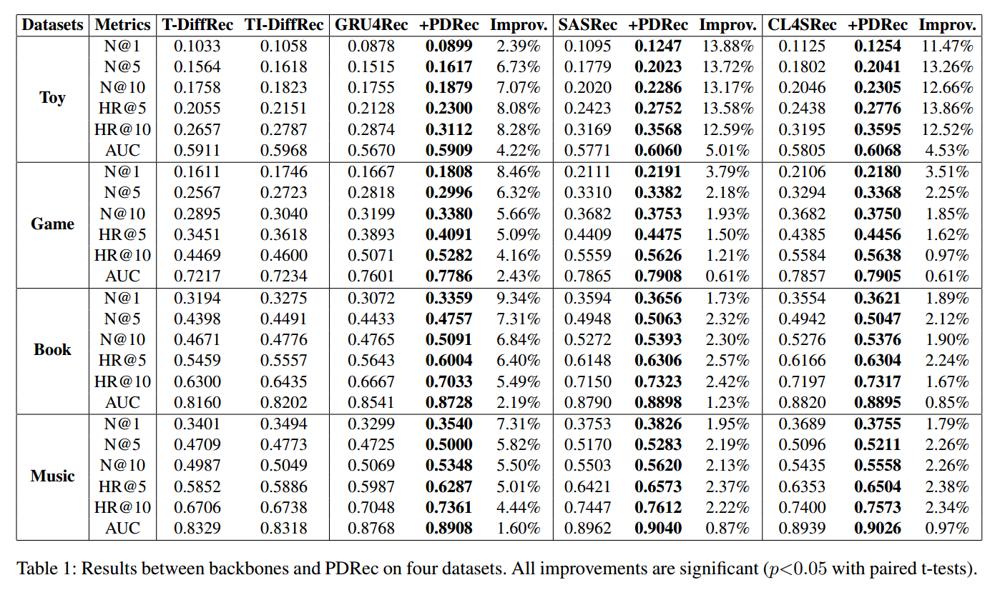 Datasets Metrics T-DiffRec TI-DiffRec GRU4Rec +PDRec Improv. SASRec +PDRec Improv. CL4SRec +PDRec Improv.
Toy
N@1 0.1033 0.1058 0.0878 0.0899 2.39% 0.1095 0.1247 13.88% 0.1125 0.1254 11.47%
N@5 0.1564 0.1618 0.1515 0.1617 6.73% 0.1779 0.2023 13.72% 0.1802 0.2041 13.26%
N@10 0.1758 0.1823 0.1755 0.1879 7.07% 0.2020 0.2286 13.17% 0.2046 0.2305 12.66%
HR@5 0.2055 0.2151 0.2128 0.2300 8.08% 0.2423 0.2752 13.58% 0.2438 0.2776 13.86%
HR@10 0.2657 0.2787 0.2874 0.3112 8.28% 0.3169 0.3568 12.59% 0.3195 0.3595 12.52%
AUC 0.5911 0.5968 0.5670 0.5909 4.22% 0.5771 0.6060 5.01% 0.5805 0.6068 4.53%
Game
N@1 0.1611 0.1746 0.1667 0.1808 8.46% 0.2111 0.2191 3.79% 0.2106 0.2180 3.51%
N@5 0.2567 0.2723 0.2818 0.2996 6.32% 0.3310 0.3382 2.18% 0.3294 0.3368 2.25%
N@10 0.2895 0.3040 0.3199 0.3380 5.66% 0.3682 0.3753 1.93% 0.3682 0.3750 1.85%
HR@5 0.3451 0.3618 0.3893 0.4091 5.09% 0.4409 0.4475 1.50% 0.4385 0.4456 1.62%
HR@10 0.4469 0.4600 0.5071 0.5282 4.16% 0.5559 0.5626 1.21% 0.5584 0.5638 0.97%
AUC 0.7217 0.7234 0.7601 0.7786 2.43% 0.7865 0.7908 0.61% 0.7857 0.7905 0.61%
Book
N@1 0.3194 0.3275 0.3072 0.3359 9.34% 0.3594 0.3656 1.73% 0.3554 0.3621 1.89%
N@5 0.4398 0.4491 0.4433 0.4757 7.31% 0.4948 0.5063 2.32% 0.4942 0.5047 2.12%
N@10 0.4671 0.4776 0.4765 0.5091 6.84% 0.5272 0.5393 2.30% 0.5276 0.5376 1.90%
HR@5 0.5459 0.5557 0.5643 0.6004 6.40% 0.6148 0.6306 2.57% 0.6166 0.6304 2.24%
HR@10 0.6300 0.6435 0.6667 0.7033 5.49% 0.7150 0.7323 2.42% 0.7197 0.7317 1.67%
AUC 0.8160 0.8202 0.8541 0.8728 2.19% 0.8790 0.8898 1.23% 0.8820 0.8895 0.85%
Music
N@1 0.3401 0.3494 0.3299 0.3540 7.31% 0.3753 0.3826 1.95% 0.3689 0.3755 1.79%
N@5 0.4709 0.4773 0.4725 0.5000 5.82% 0.5170 0.5283 2.19% 0.5096 0.5211 2.26%
N@10 0.4987 0.5049 0.5069 0.5348 5.50% 0.5503 0.5620 2.13% 0.5435 0.5558 2.26%
HR@5 0.5852 0.5886 0.5987 0.6287 5.01% 0.6421 0.6573 2.37% 0.6353 0.6504 2.38%
HR@10 0.6706 0.6738 0.7048 0.7361 4.44% 0.7447 0.7612 2.22% 0.7400 0.7573 2.34%
AUC 0.8329 0.8318 0.8768 0.8908 1.60% 0.8962 0.9040 0.87% 0.8939 0.9026 0.97%
Table 1: Results between backbones and PDRec on four datasets. All improvements are significant (p<0.05 with paired t-tests).